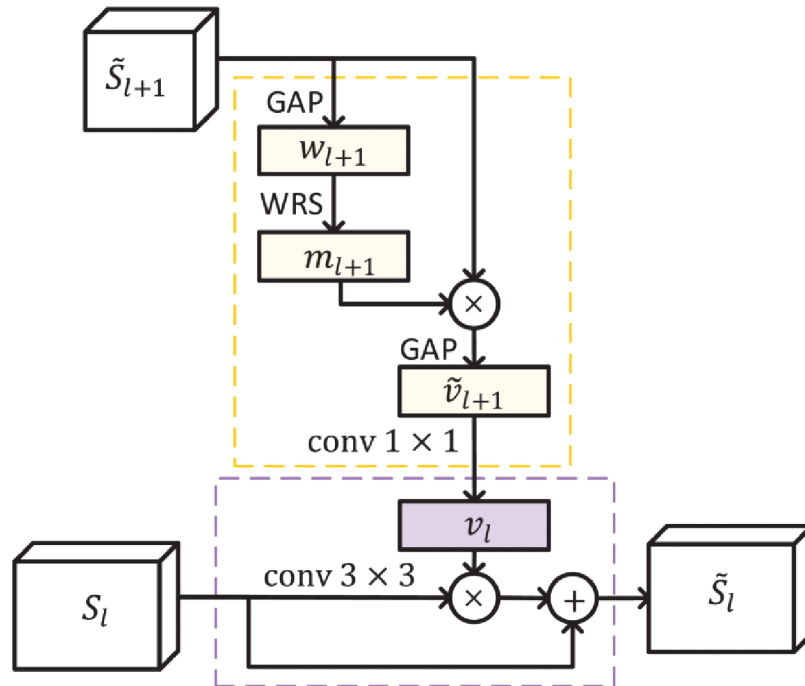 S̃_{l+1}
GAP
w_{l+1}
WRS
m_{l+1}
×
GAP
ṽ_{l+1}
conv 1 × 1
v_l
conv 3 × 3
S_l
×
+
S̃_l